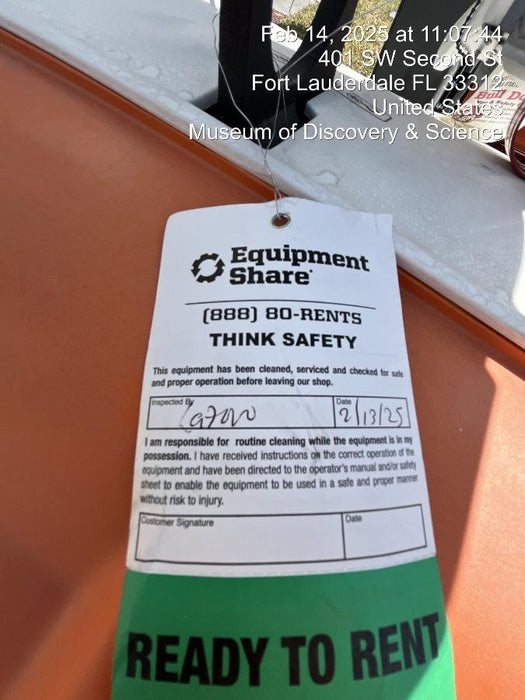 Feb 14, 2025 at 11:07:44
401 SW Second St
Fort Lauderdale FL 33312
United States
Museum of Discovery & Science
Equipment
Share
(888) 80-RENTS
THINK SAFETY
This equipment has been cleaned, serviced and checked for safe
and proper operation before leaving our shop.
Inspected By
Date
2/13/25
I am responsible for routine cleaning while the equipment is in my
possession. I have received instructions on the correct operation of the
equipment and have been directed to the operator's manual and/or safety
sheet to enable the equipment to be used in a safe and proper manner
without risk to injury.
Customer Signature
Date
READY TO RENT